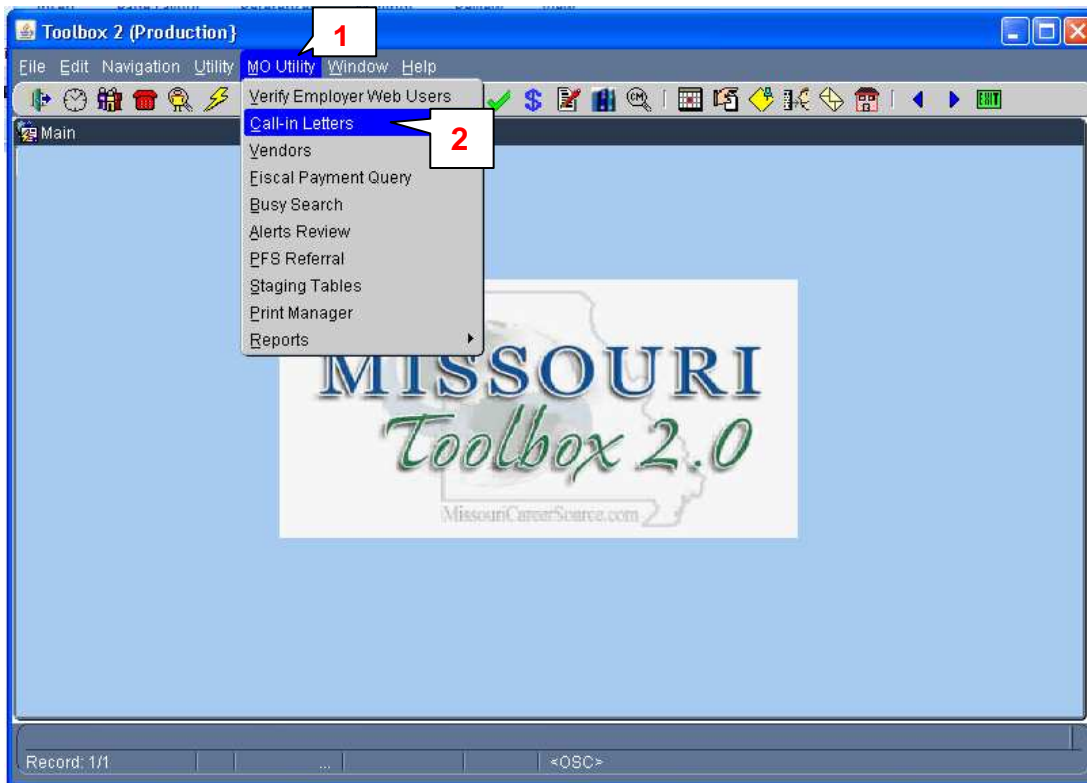 Toolbox 2 (Production}
1
File Edit Navigation Utility MO Utility Window Help
Verify Employer Web Users
EXIT
Main
Call-in Letters
2
Vendors
Fiscal Payment Query
Busy Search
Alerts Review
PFS Referral
Staging Tables
Print Manager
Reports
MISSOURI
Toolbox 2.0
MissouriCareerSource.com
Record: 1/1
...
<OSC>